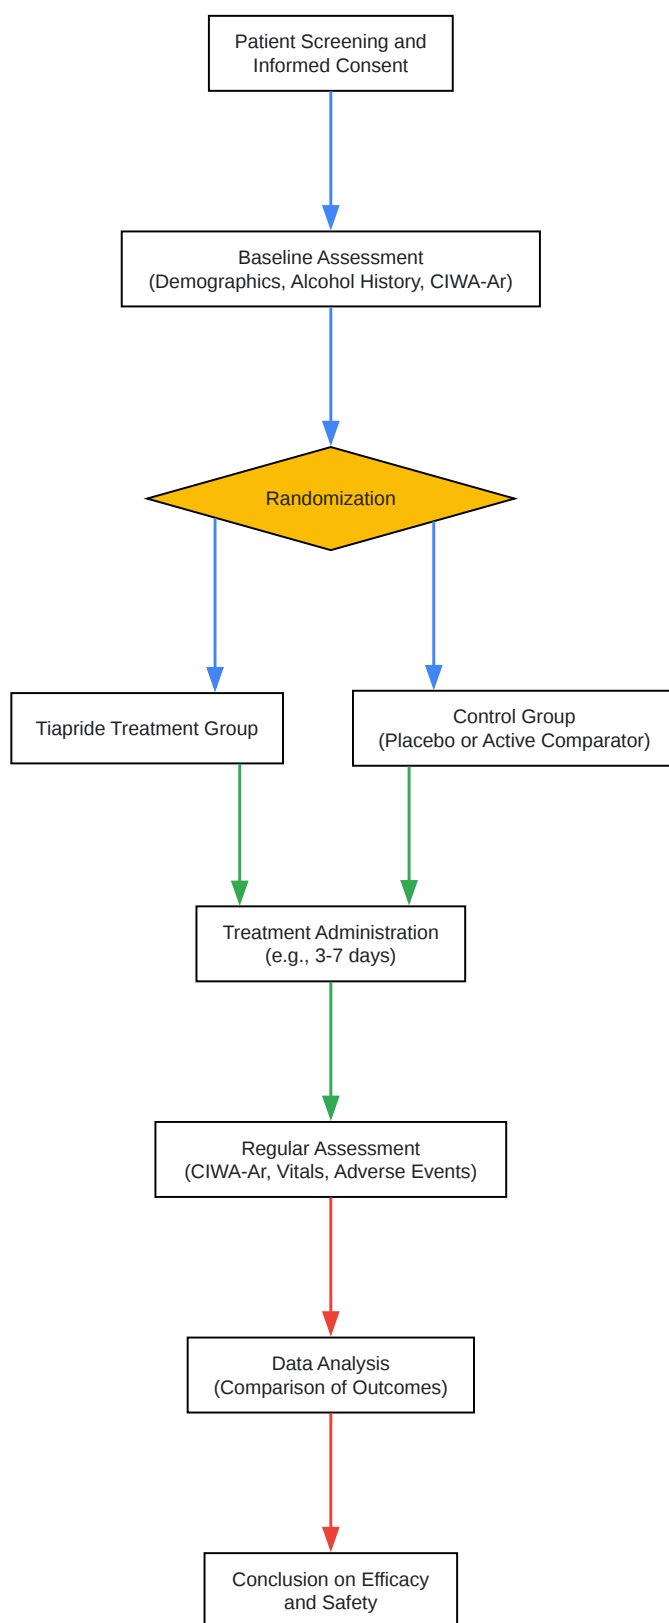 Patient Screening and
Informed Consent
Baseline Assessment
(Demographics, Alcohol History, CIWA-Ar)
Randomization
Tiapride Treatment Group
Control Group
(Placebo or Active Comparator)
Treatment Administration
(e.g., 3-7 days)
Regular Assessment
(CIWA-Ar, Vitals, Adverse Events)
Data Analysis
(Comparison of Outcomes)
Conclusion on Efficacy
and Safety